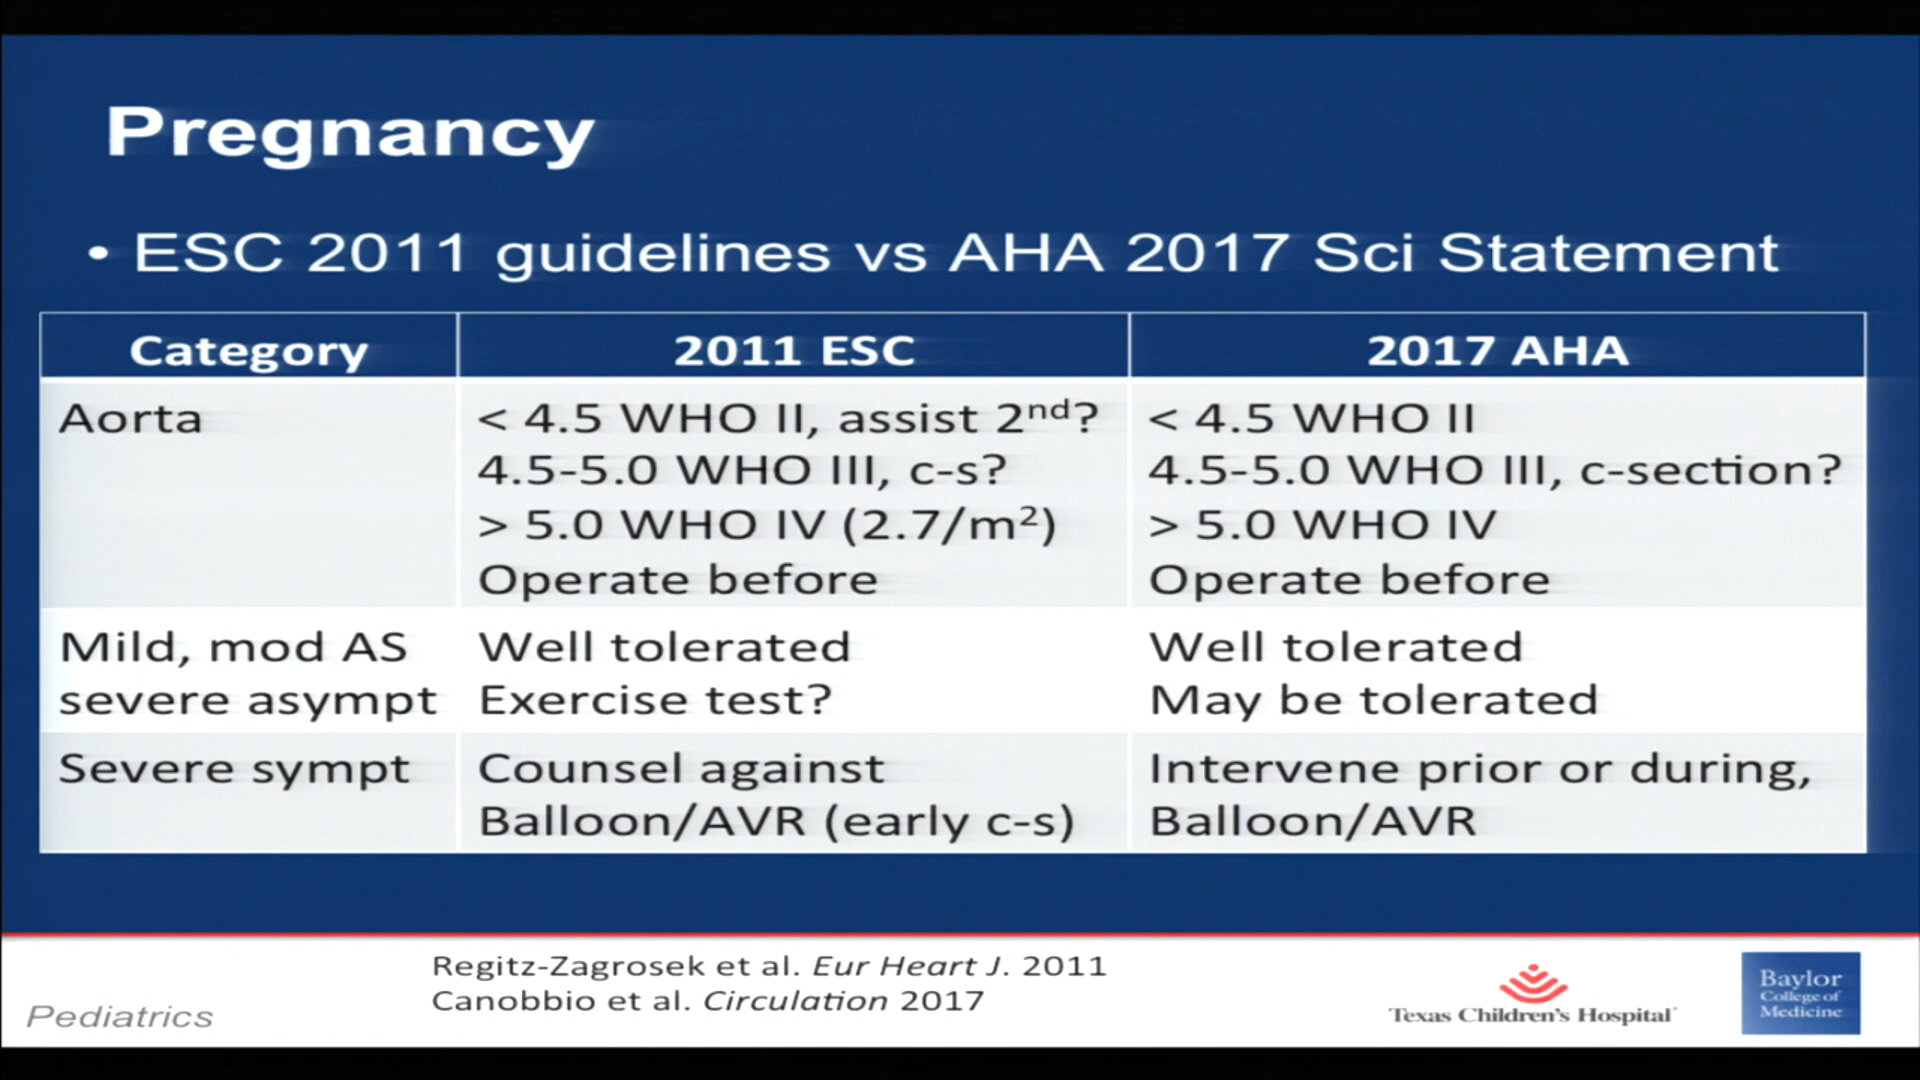 Pregnancy
• ESC 2011 guidelines vs AHA 2017 Sci Statement
Category 2011 ESC 2017 AHA
Aorta < 4.5 WHO II, assist 2nd? < 4.5 WHO II
4.5-5.0 WHO III, c-s? 4.5-5.0 WHO III, c-section?
> 5.0 WHO IV (2.7/m²) > 5.0 WHO IV
Operate before Operate before
Mild, mod AS Well tolerated Well tolerated
severe asympt Exercise test? May be tolerated
Severe sympt Counsel against Intervene prior or during,
Balloon/AVR (early c-s) Balloon/AVR
Regitz-Zagrosek et al. Eur Heart J. 2011
Canobbio et al. Circulation 2017
Pediatrics
Texas Children's Hospital
Baylor
College of
Medicine